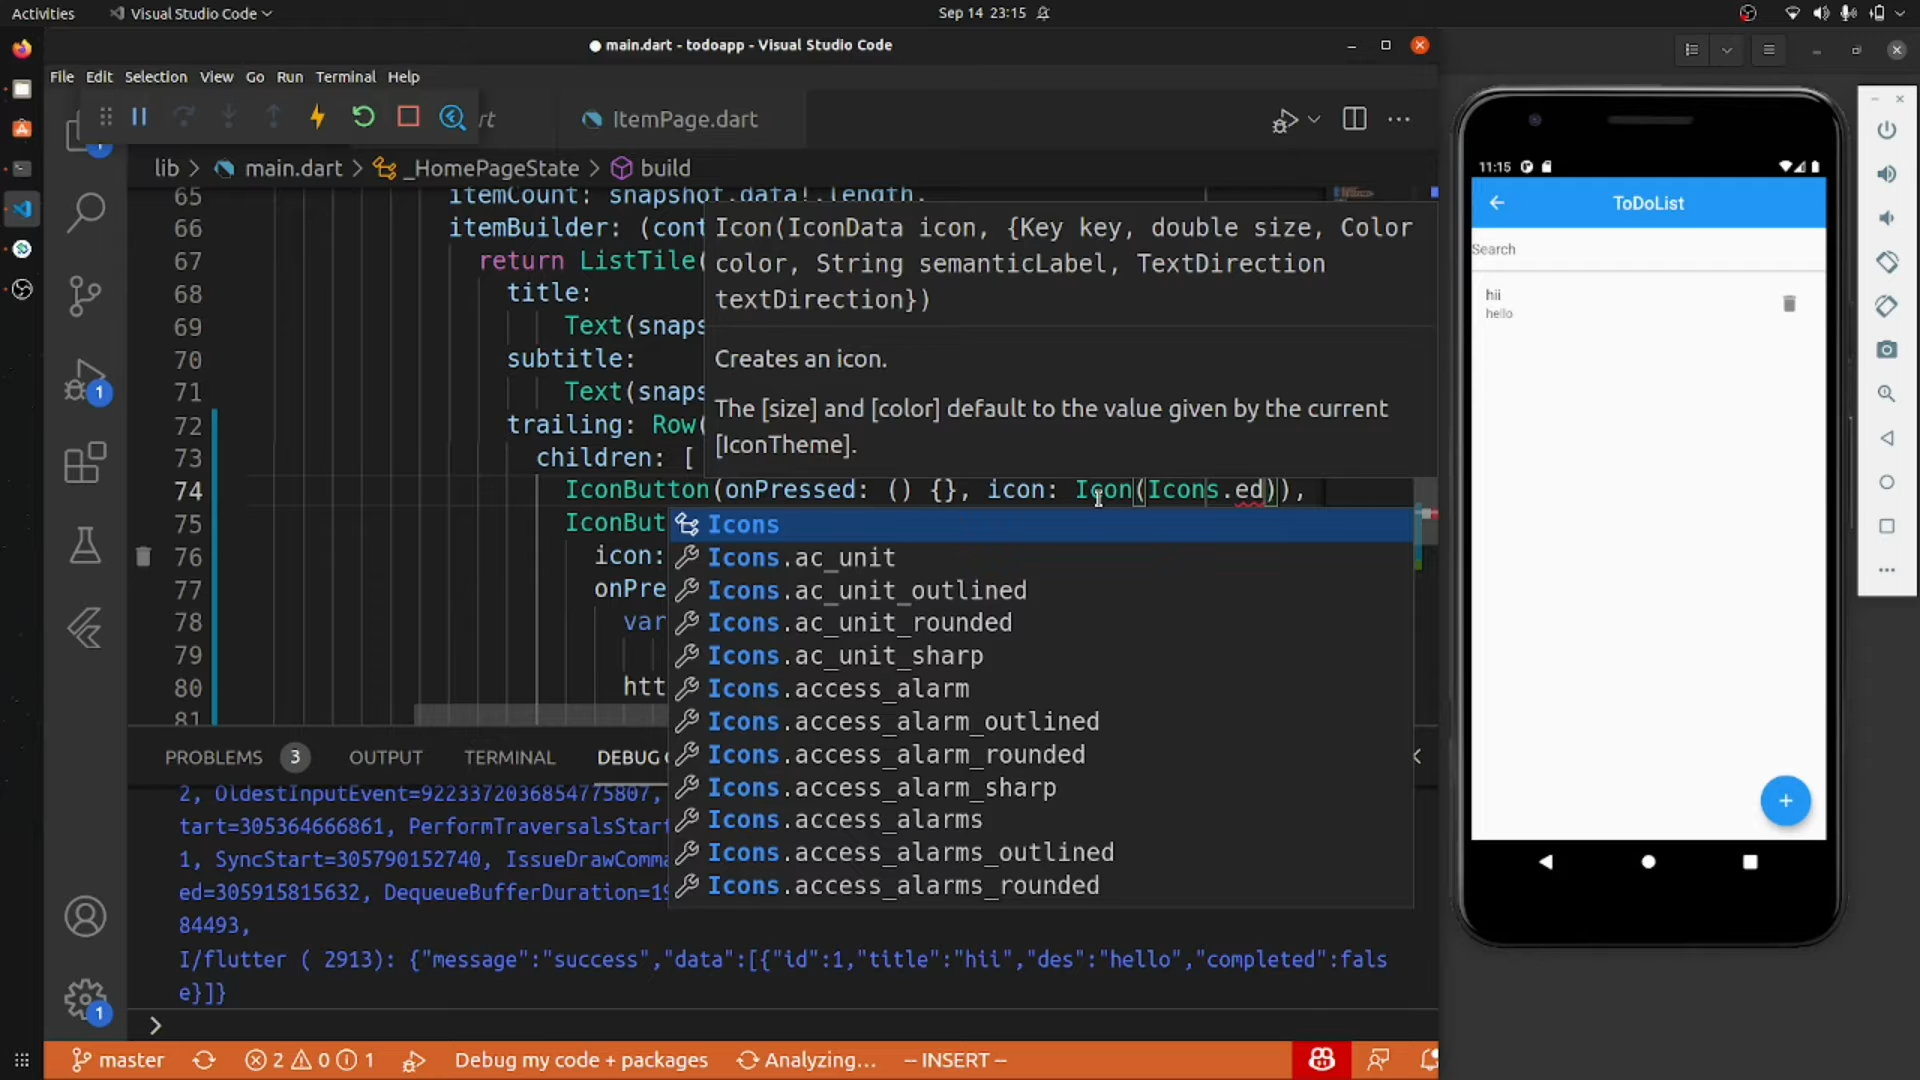 Activities
Visual Studio Code
Sep 14 23:15
main.dart - todoapp - Visual Studio Code
File Edit Selection View Go Run Terminal Help
ItemPage.dart
lib > main.dart > _HomePageState > build
65 itemCount: snapshot.data!.length,
66 itemBuilder: (cont
67 return ListTile(
68 title:
69 Text(snaps
70 subtitle:
71 Text(snaps
72 trailing: Row(
73 children: [
74 IconButton(onPressed: () {}, icon: Icon(Icons.ed)),
75 IconBut
76 icon:
77 onPre
78 var
79
80 htt
81
Icon(IconData icon, {Key key, double size, Color
color, String semanticLabel, TextDirection
textDirection})
Creates an icon.
The [size] and [color] default to the value given by the current
[IconTheme].
Icons
Icons.ac_unit
Icons.ac_unit_outlined
Icons.ac_unit_rounded
Icons.ac_unit_sharp
Icons.access_alarm
Icons.access_alarm_outlined
Icons.access_alarm_rounded
Icons.access_alarm_sharp
Icons.access_alarms
Icons.access_alarms_outlined
Icons.access_alarms_rounded
PROBLEMS 3 OUTPUT TERMINAL DEBUG
2, OldestInputEvent=9223372036854775807,
tart=305364666861, PerformTraversalsStar
1, SyncStart=305790152740, IssueDrawComma
ed=305915815632, DequeueBufferDuration=19
84493,
I/flutter ( 2913): {"message":"success","data":[{"id":1,"title":"hii","des":"hello","completed":fals
e}]}
>
1
1
1
master 2 0 1 Debug my code + packages Analyzing... -- INSERT --
11:15
ToDoList
Search
hii
hello